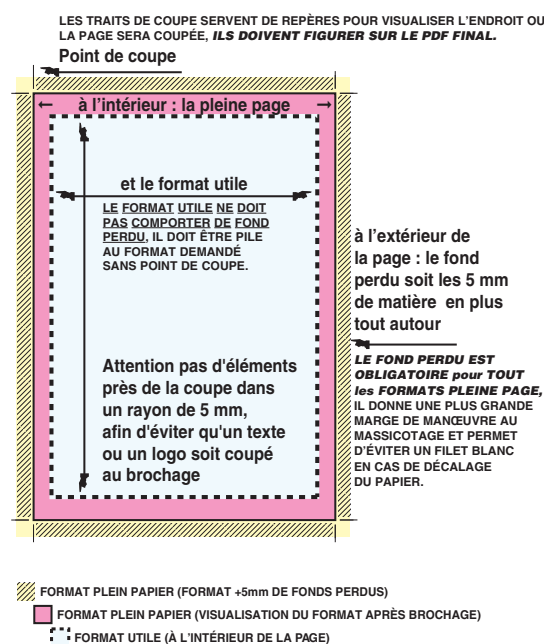 LES TRAITS DE COUPE SERVENT DE REPÈRES POUR VISUALISER L'ENDROIT OU
LA PAGE SERA COUPÉE, ILS DOIVENT FIGURER SUR LE PDF FINAL.
Point de coupe
à l'intérieur : la pleine page
et le format utile
LE FORMAT UTILE NE DOIT
PAS COMPORTER DE FOND
PERDU, IL DOIT ÊTRE PILE
AU FORMAT DEMANDÉ
SANS POINT DE COUPE.
Attention pas d'éléments
près de la coupe dans
un rayon de 5 mm,
afin d'éviter qu'un texte
ou un logo soit coupé
au brochage
à l'extérieur de
la page : le fond
perdu soit les 5 mm
de matière en plus
tout autour
LE FOND PERDU EST
OBLIGATOIRE pour TOUT
les FORMATS PLEINE PAGE,
IL DONNE UNE PLUS GRANDE
MARGE DE MANŒUVRE AU
MASSICOTAGE ET PERMET
D'ÉVITER UN FILET BLANC
EN CAS DE DÉCALAGE
DU PAPIER.
FORMAT PLEIN PAPIER (FORMAT +5mm DE FONDS PERDUS)
FORMAT PLEIN PAPIER (VISUALISATION DU FORMAT APRÈS BROCHAGE)
FORMAT UTILE (À L'INTÉRIEUR DE LA PAGE)